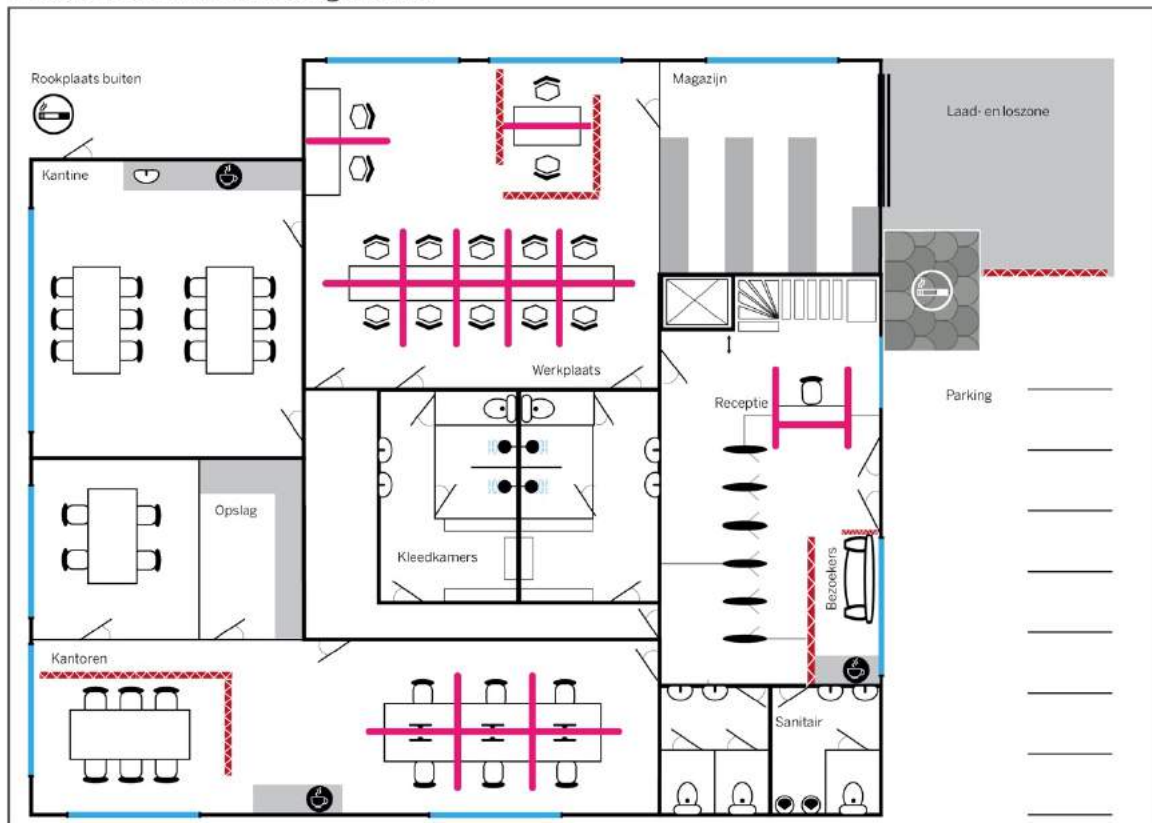 Rookplaats buiten
Magazijn
Laad- en loszone
Kantine
Werkplaats
Receptie
Parking
Opslag
Kleedkamers
Bezoekers
Kantoren
Sanitair